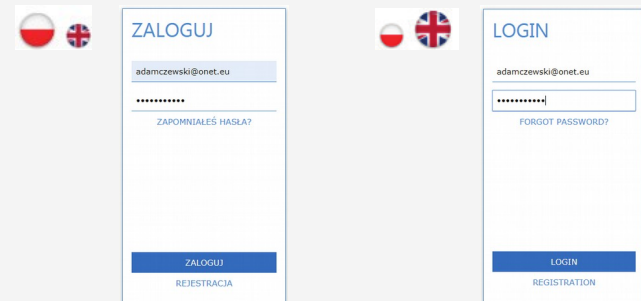 ZALOGUJ
adamczewski@onet.eu
•••••••••••
ZAPOMNIAŁEŚ HASŁA?
ZALOGUJ
REJESTRACJA
LOGIN
adamczewski@onet.eu
•••••••••••
FORGOT PASSWORD?
LOGIN
REGISTRATION